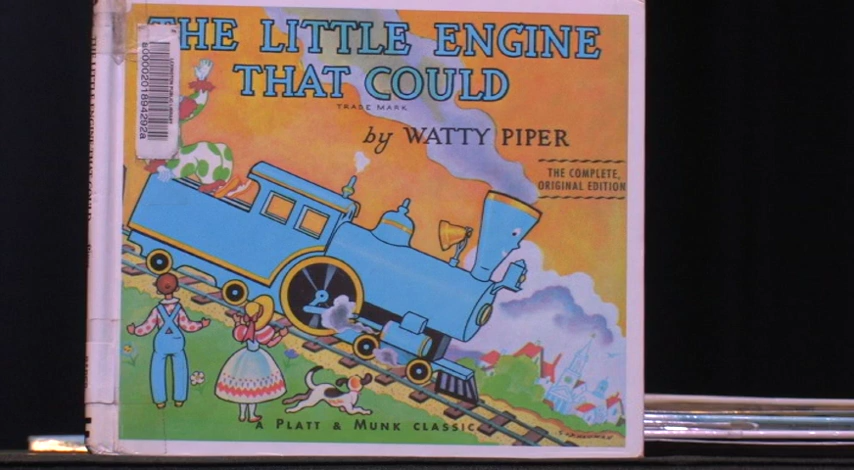 THE LITTLE ENGINE
THAT COULD
TRADE MARK
by WATTY PIPER
THE COMPLETE,
ORIGINAL EDITION
A PLATT & MUNK CLASSIC